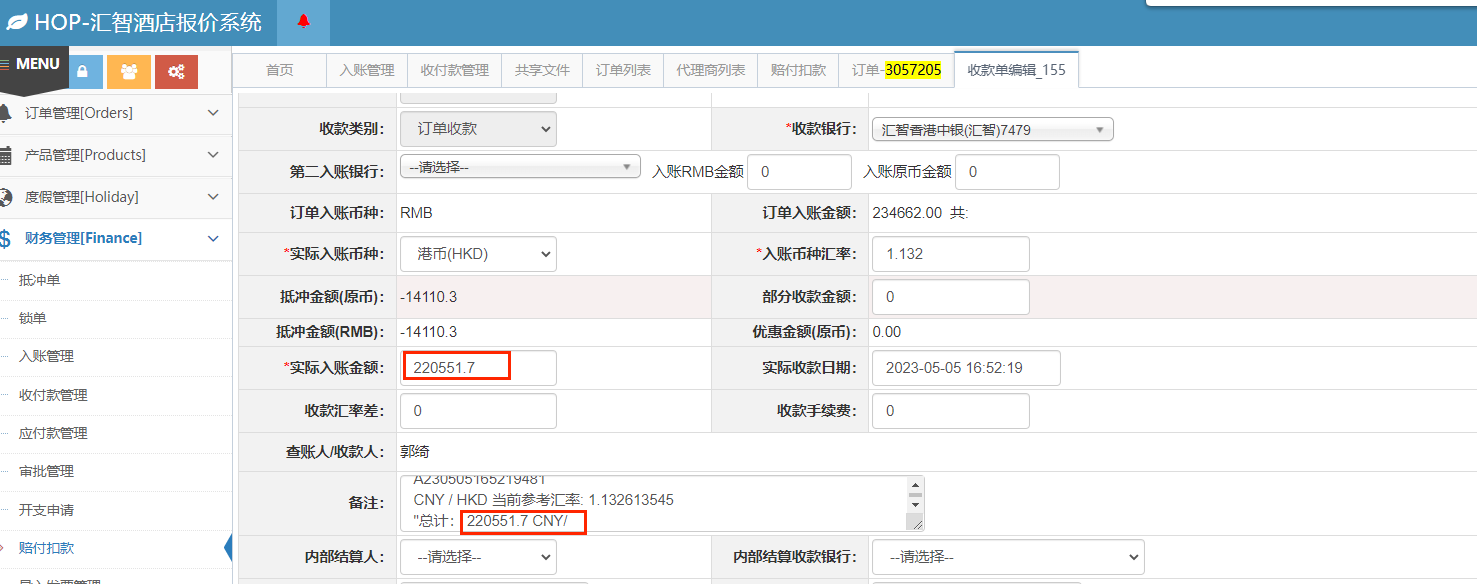 HOP-汇智酒店报价系统
MENU
首页 入账管理 收付款管理 共享文件 订单列表 代理商列表 赔付扣款 订单-3057205 收款单编辑_155
订单管理[Orders]
产品管理[Products]
度假管理[Holiday]
财务管理[Finance]
抵冲单
锁单
入账管理
收付款管理
应付款管理
审批管理
开支申请
赔付扣款
收款类别: 订单收款 *收款银行: 汇智香港中银(汇智)7479
第二入账银行: --请选择-- 入账RMB金额 0 入账原币金额 0
订单入账币种: RMB 订单入账金额: 234662.00 共:
*实际入账币种: 港币(HKD) *入账币种汇率: 1.132
抵冲金额(原币): -14110.3 部分收款金额: 0
抵冲金额(RMB): -14110.3 优惠金额(原币): 0.00
*实际入账金额: 220551.7 实际收款日期: 2023-05-05 16:52:19
收款汇率差: 0 收款手续费: 0
查账人/收款人: 郭绮
备注: A230505165219481
CNY / HKD 当前参考汇率: 1.132613545
"总计: 220551.7 CNY/
内部结算人: --请选择-- 内部结算收款银行: --请选择--